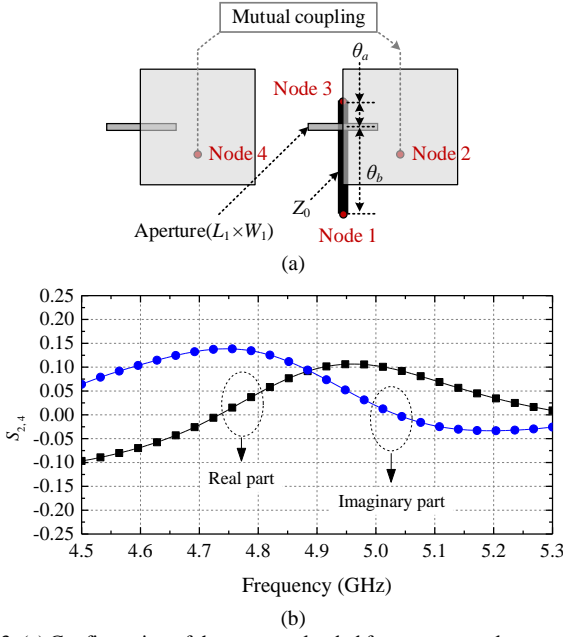 Mutual coupling
θa
Node 3
Node 4
Node 2
θb
Z0
Aperture(L1×W1)
Node 1
(a)
0.25
0.20
0.15
0.10
0.05
0.00
-0.05
-0.10
-0.15
-0.20
-0.25
S2,4
Real part
Imaginary part
4.5 4.6 4.7 4.8 4.9 5.0 5.1 5.2 5.3
Frequency (GHz)
(b)